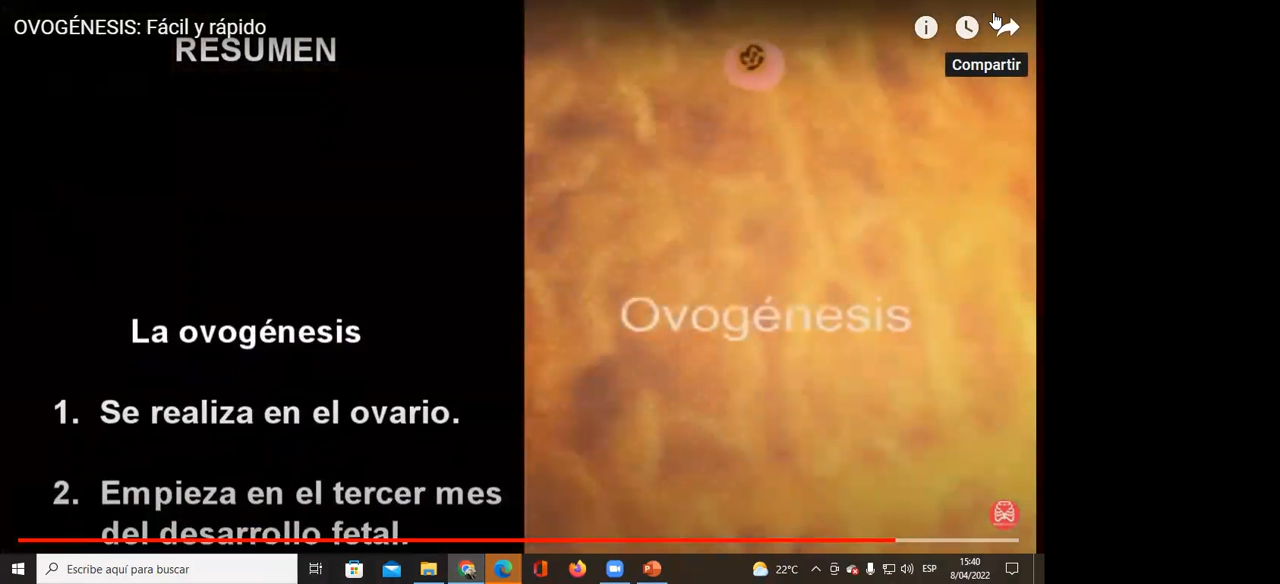 OVOGÉNESIS: Fácil y rápido
RESUMEN
Compartir
Ovogénesis
La ovogénesis
1. Se realiza en el ovario.
2. Empieza en el tercer mes
del desarrollo fetal.
Escribe aquí para buscar
22°C
ESP
15:40
8/04/2022